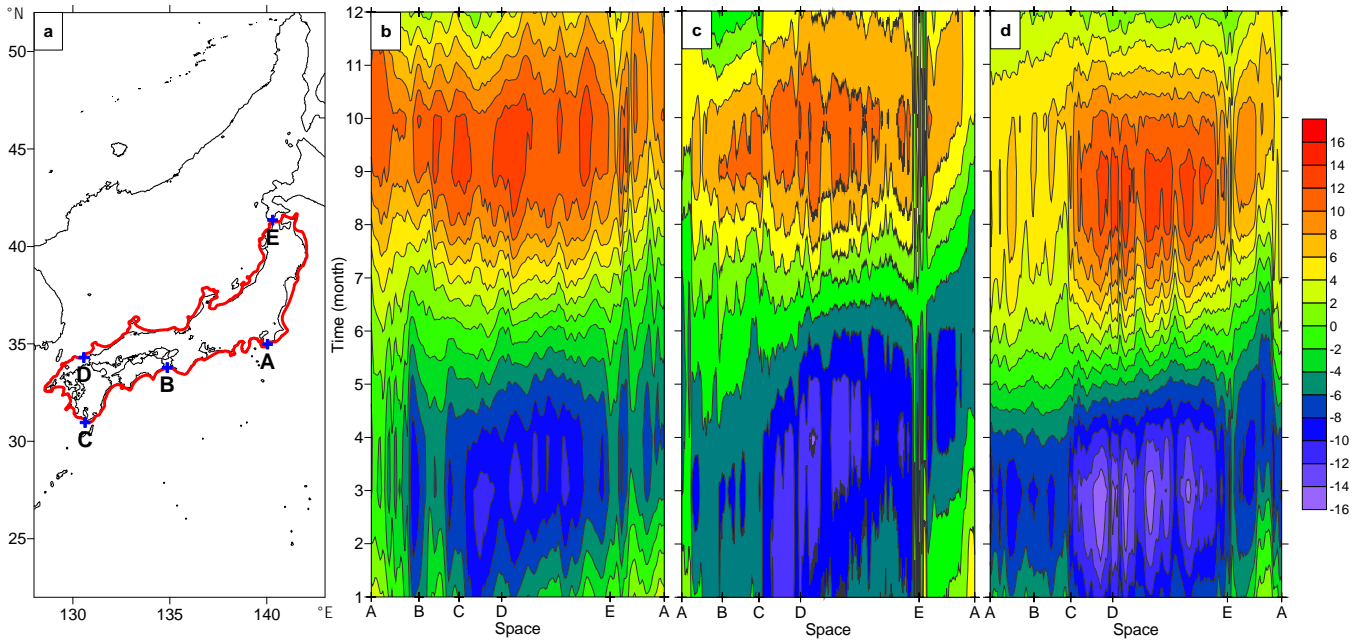 °N
50
45
40
35
30
25
130
135
140
°E
a
A
B
C
D
E
Time (month)
12
11
10
9
8
7
6
5
4
3
2
1
b
A
B
C
D
E
A
Space
c
A
B
C
D
E
A
Space
d
A
B
C
D
E
A
Space
16
14
12
10
8
6
4
2
0
-2
-4
-6
-8
-10
-12
-14
-16